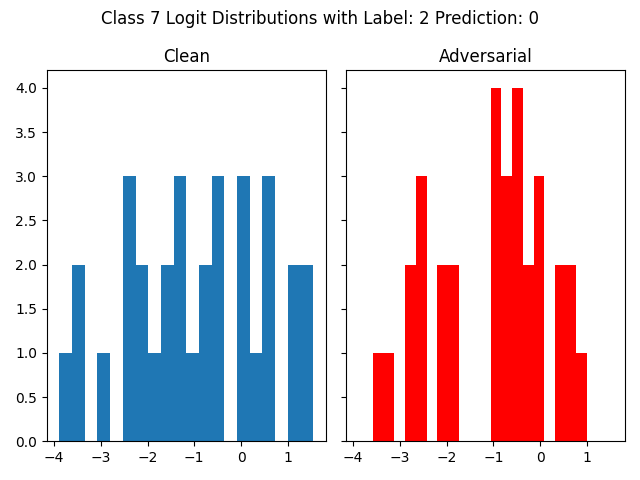 Class 7 Logit Distributions with Label: 2 Prediction: 0
Clean
Adversarial
4.0
3.5
3.0
2.5
2.0
1.5
1.0
0.5
0.0
−4 −3 −2 −1 0 1
−4 −3 −2 −1 0 1